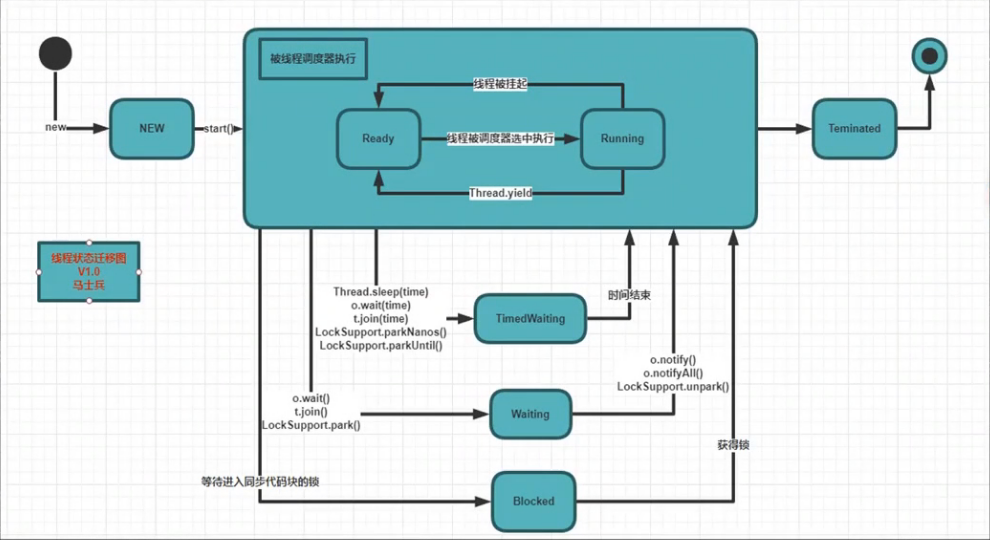 被线程调度器执行
线程被挂起
new
NEW
start()
Ready
线程被调度器选中执行
Running
Teminated
Thread.yield
线程状态迁移图
V1.0
马士兵
Thread.sleep(time)
o.wait(time)
t.join(time)
LockSupport.parkNanos()
LockSupport.parkUntil()
TimedWaiting
时间结束
o.notify()
o.notifyAll()
LockSupport.unpark()
o.wait()
t.join()
LockSupport.park()
Waiting
获得锁
等待进入同步代码块的锁
Blocked